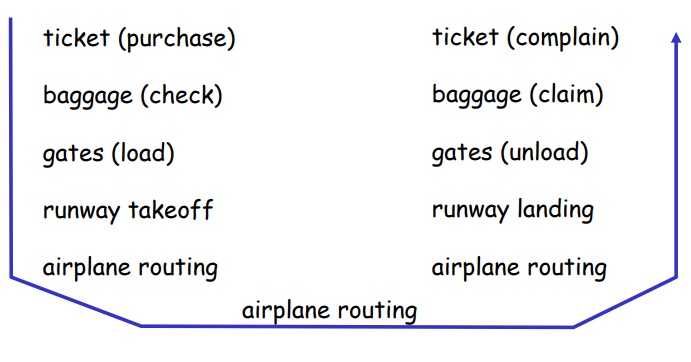 ticket (purchase)
baggage (check)
gates (load)
runway takeoff
airplane routing
ticket (complain)
baggage (claim)
gates (unload)
runway landing
airplane routing
airplane routing